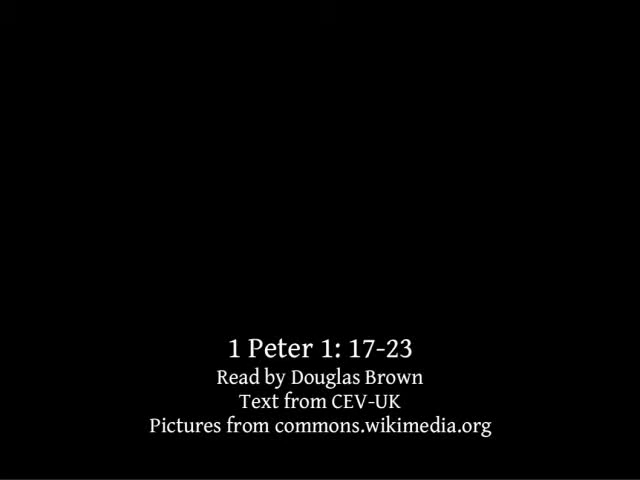 1 Peter 1: 17-23
Read by Douglas Brown
Text from CEV-UK
Pictures from commons.wikimedia.org